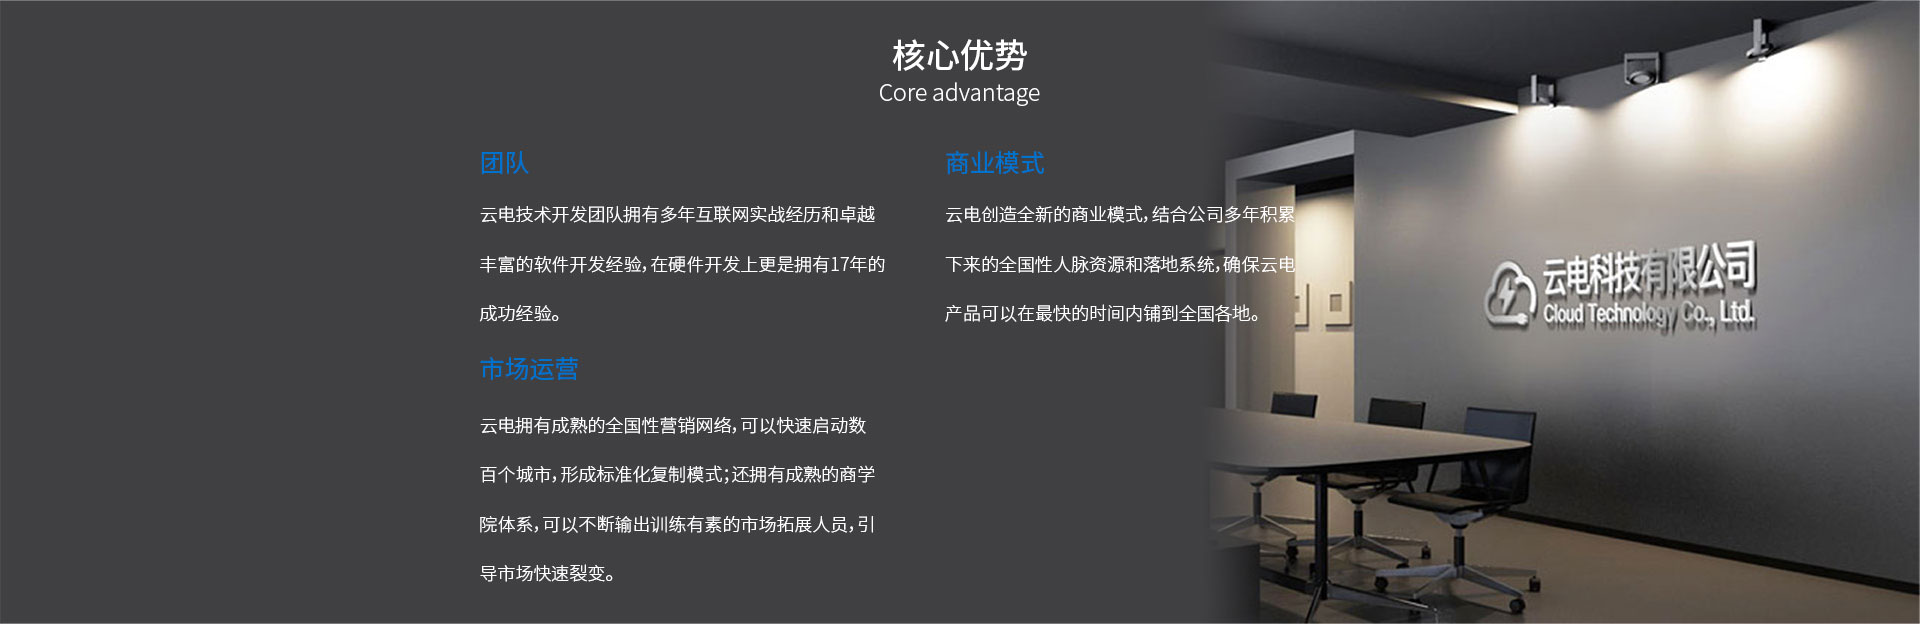 核心优势
Core advantage
团队
云电技术开发团队拥有多年互联网实战经历和卓越
丰富的软件开发经验，在硬件开发上更是拥有17年的
成功经验。
商业模式
云电创造全新的商业模式，结合公司多年积累
下来的全国性人脉资源和落地系统，确保云电
产品可以在最快的时间内铺到全国各地。
市场运营
云电拥有成熟的全国性营销网络，可以快速启动数
百个城市，形成标准化复制模式；还拥有成熟的商学
院体系，可以不断输出训练有素的市场拓展人员，引
导市场快速裂变。
云电科技有限公司
Cloud Technology Co., Ltd.